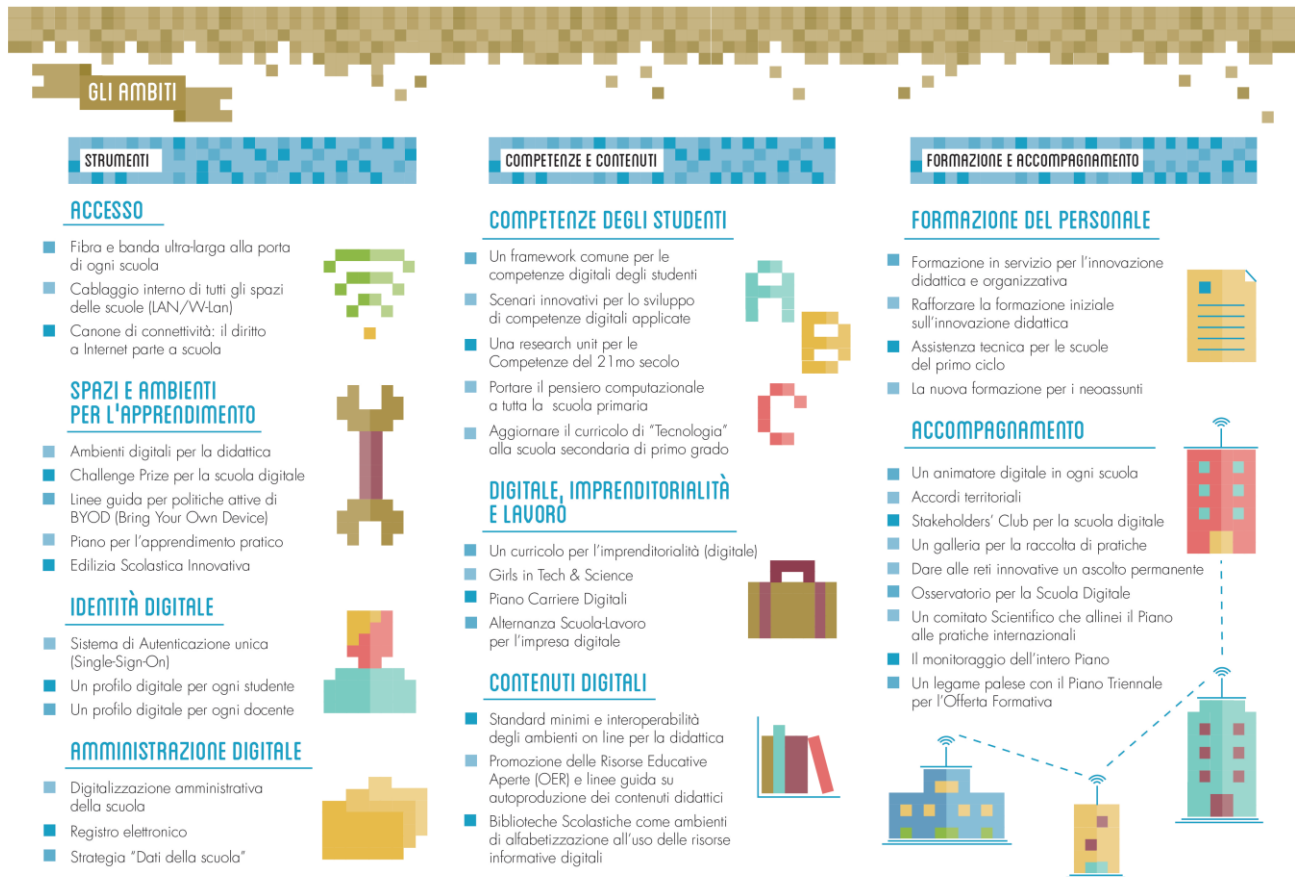 GLI AMBITI
STRUMENTI
ACCESSO
Fibra e banda ultra-larga alla porta
di ogni scuola
Cablaggio interno di tutti gli spazi
delle scuole (LAN/W-Lan)
Canone di connettività: il diritto
a Internet parte a scuola
SPAZI E AMBIENTI
PER L'APPRENDIMENTO
Ambienti digitali per la didattica
Challenge Prize per la scuola digitale
Linee guida per politiche attive di
BYOD (Bring Your Own Device)
Piano per l'apprendimento pratico
Edilizia Scolastica Innovativa
IDENTITÀ DIGITALE
Sistema di Autenticazione unica
(Single-Sign-On)
Un profilo digitale per ogni studente
Un profilo digitale per ogni docente
AMMINISTRAZIONE DIGITALE
Digitalizzazione amministrativa
della scuola
Registro elettronico
Strategia "Dati della scuola"
COMPETENZE E CONTENUTI
COMPETENZE DEGLI STUDENTI
Un framework comune per le
competenze digitali degli studenti
Scenari innovativi per lo sviluppo
di competenze digitali applicate
Una research unit per le
Competenze del 21mo secolo
Portare il pensiero computazionale
a tutta la scuola primaria
Aggiornare il curricolo di "Tecnologia"
alla scuola secondaria di primo grado
A
B
C
DIGITALE, IMPRENDITORIALITÀ
E LAVORO
Un curricolo per l'imprenditorialità (digitale)
Girls in Tech & Science
Piano Carriere Digitali
Alternanza Scuola-Lavoro
per l'impresa digitale
CONTENUTI DIGITALI
Standard minimi e interoperabilità
degli ambienti on line per la didattica
Promozione delle Risorse Educative
Aperte (OER) e linee guida su
autoproduzione dei contenuti didattici
Biblioteche Scolastiche come ambienti
di alfabetizzazione all'uso delle risorse
informative digitali
FORMAZIONE E ACCOMPAGNAMENTO
FORMAZIONE DEL PERSONALE
Formazione in servizio per l'innovazione
didattica e organizzativa
Rafforzare la formazione iniziale
sull'innovazione didattica
Assistenza tecnica per le scuole
del primo ciclo
La nuova formazione per i neoassunti
ACCOMPAGNAMENTO
Un animatore digitale in ogni scuola
Accordi territoriali
Stakeholders' Club per la scuola digitale
Un galleria per la raccolta di pratiche
Dare alle reti innovative un ascolto permanente
Osservatorio per la Scuola Digitale
Un comitato Scientifico che allinei il Piano
alle pratiche internazionali
Il monitoraggio dell'intero Piano
Un legame palese con il Piano Triennale
per l'Offerta Formativa